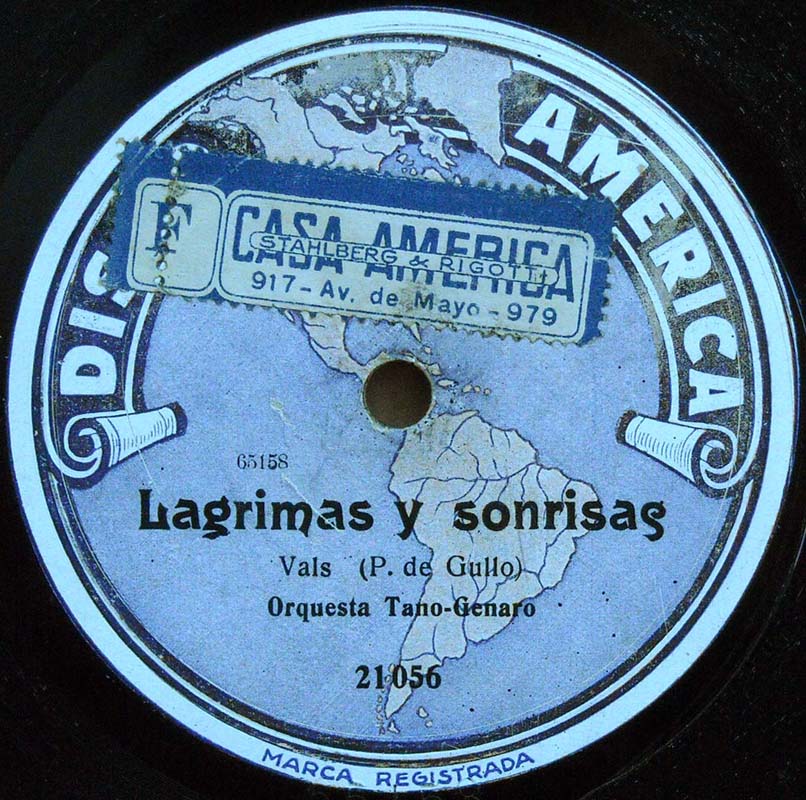 DIS
AMERICA
F
CASA AMERICA
STAHLBERG & RIGOTTI
917 - Av. de Mayo - 979
65158
Lagrimas y sonrisas
Vals (P. de Gullo)
Orquesta Tano-Genaro
21056
MARCA REGISTRADA